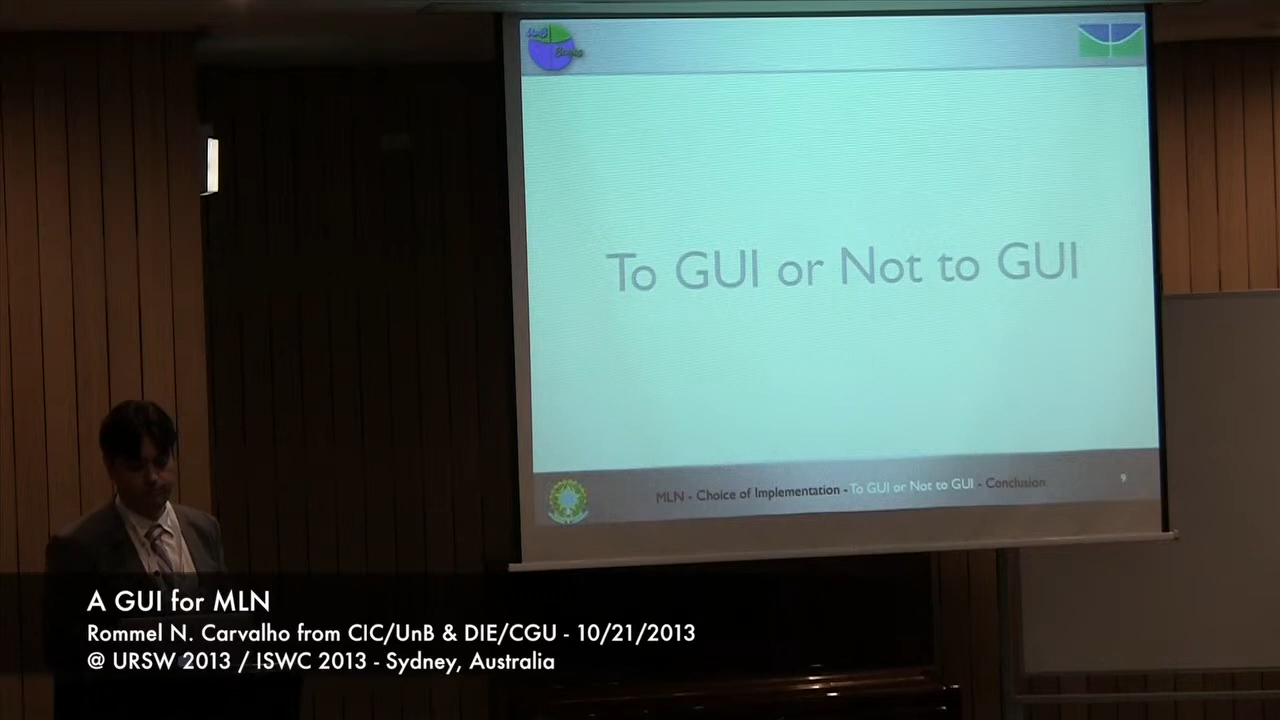 UnB
To GUI or Not to GUI
MLN - Choice of Implementation - To GUI or Not to GUI - Conclusion
9
A GUI for MLN
Rommel N. Carvalho from CIC/UnB & DIE/CGU - 10/21/2013
@ URSW 2013 / ISWC 2013 - Sydney, Australia